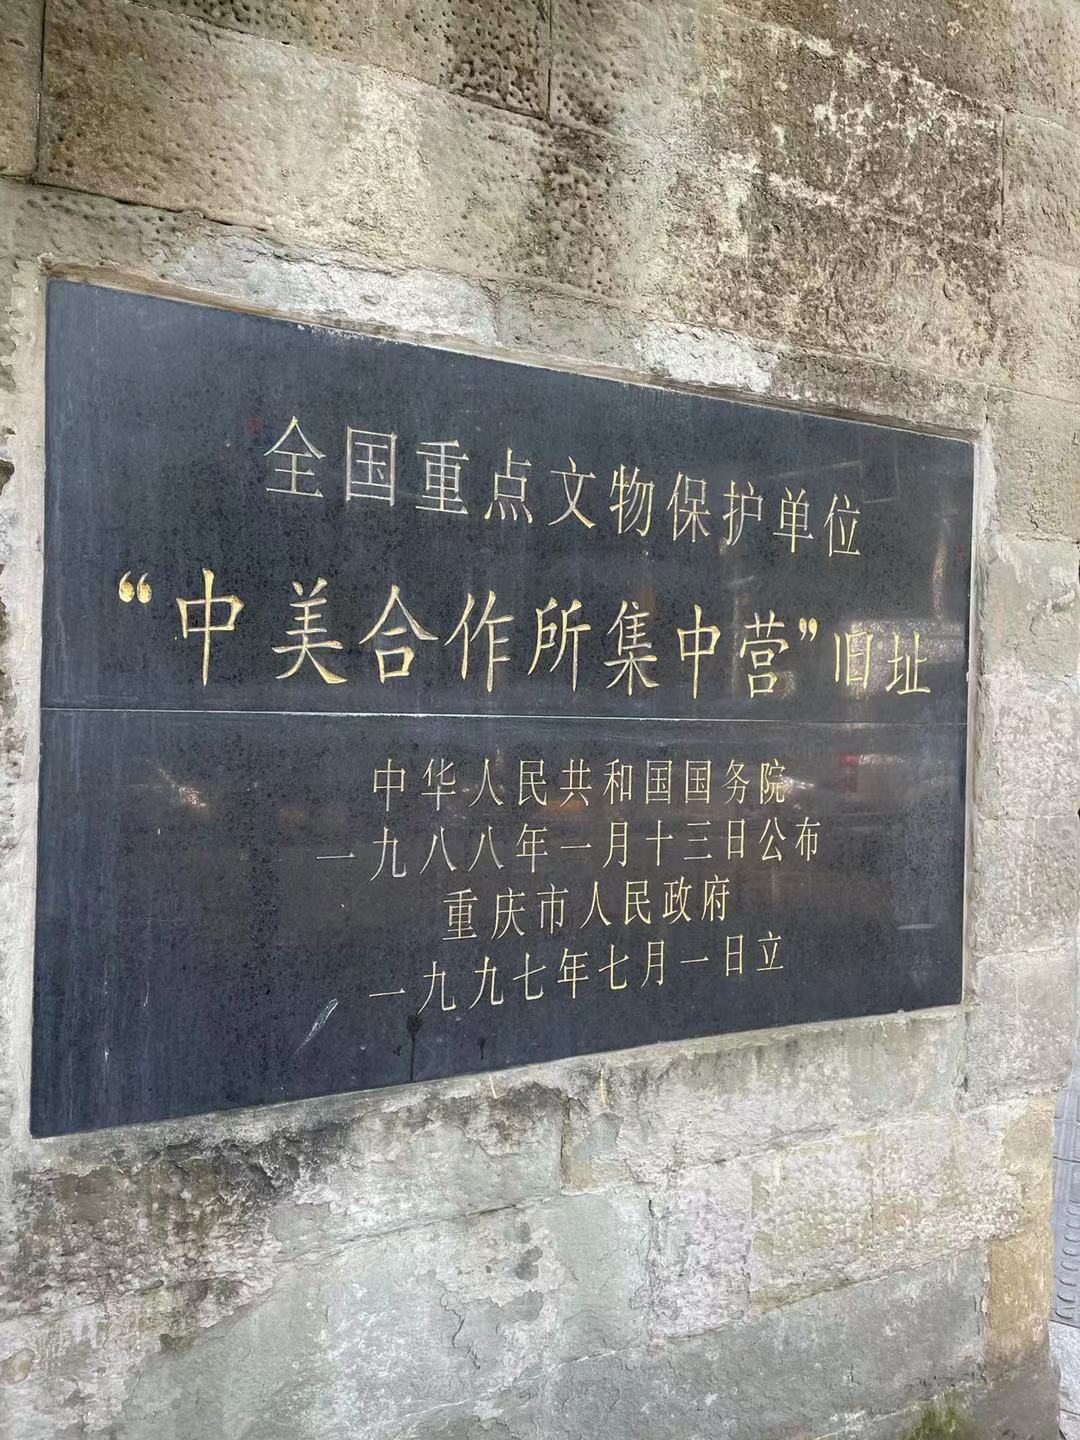 全国重点文物保护单位
“中美合作所集中营”旧址
中华人民共和国国务院
一九八八年一月十三日公布
重庆市人民政府
一九九七年七月一日立